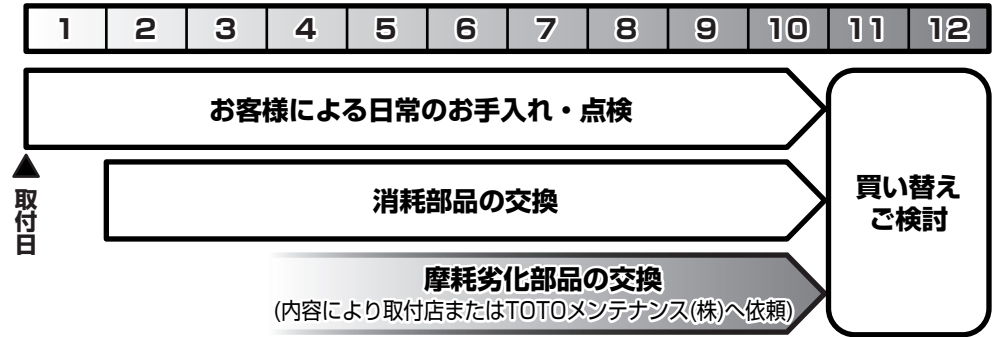 1 2 3 4 5 6 7 8 9 10 11 12
お客様による日常のお手入れ・点検
取付日
消耗部品の交換
買い替え
ご検討
摩耗劣化部品の交換
(内容により取付店またはTOTOメンテナンス(株)へ依頼)